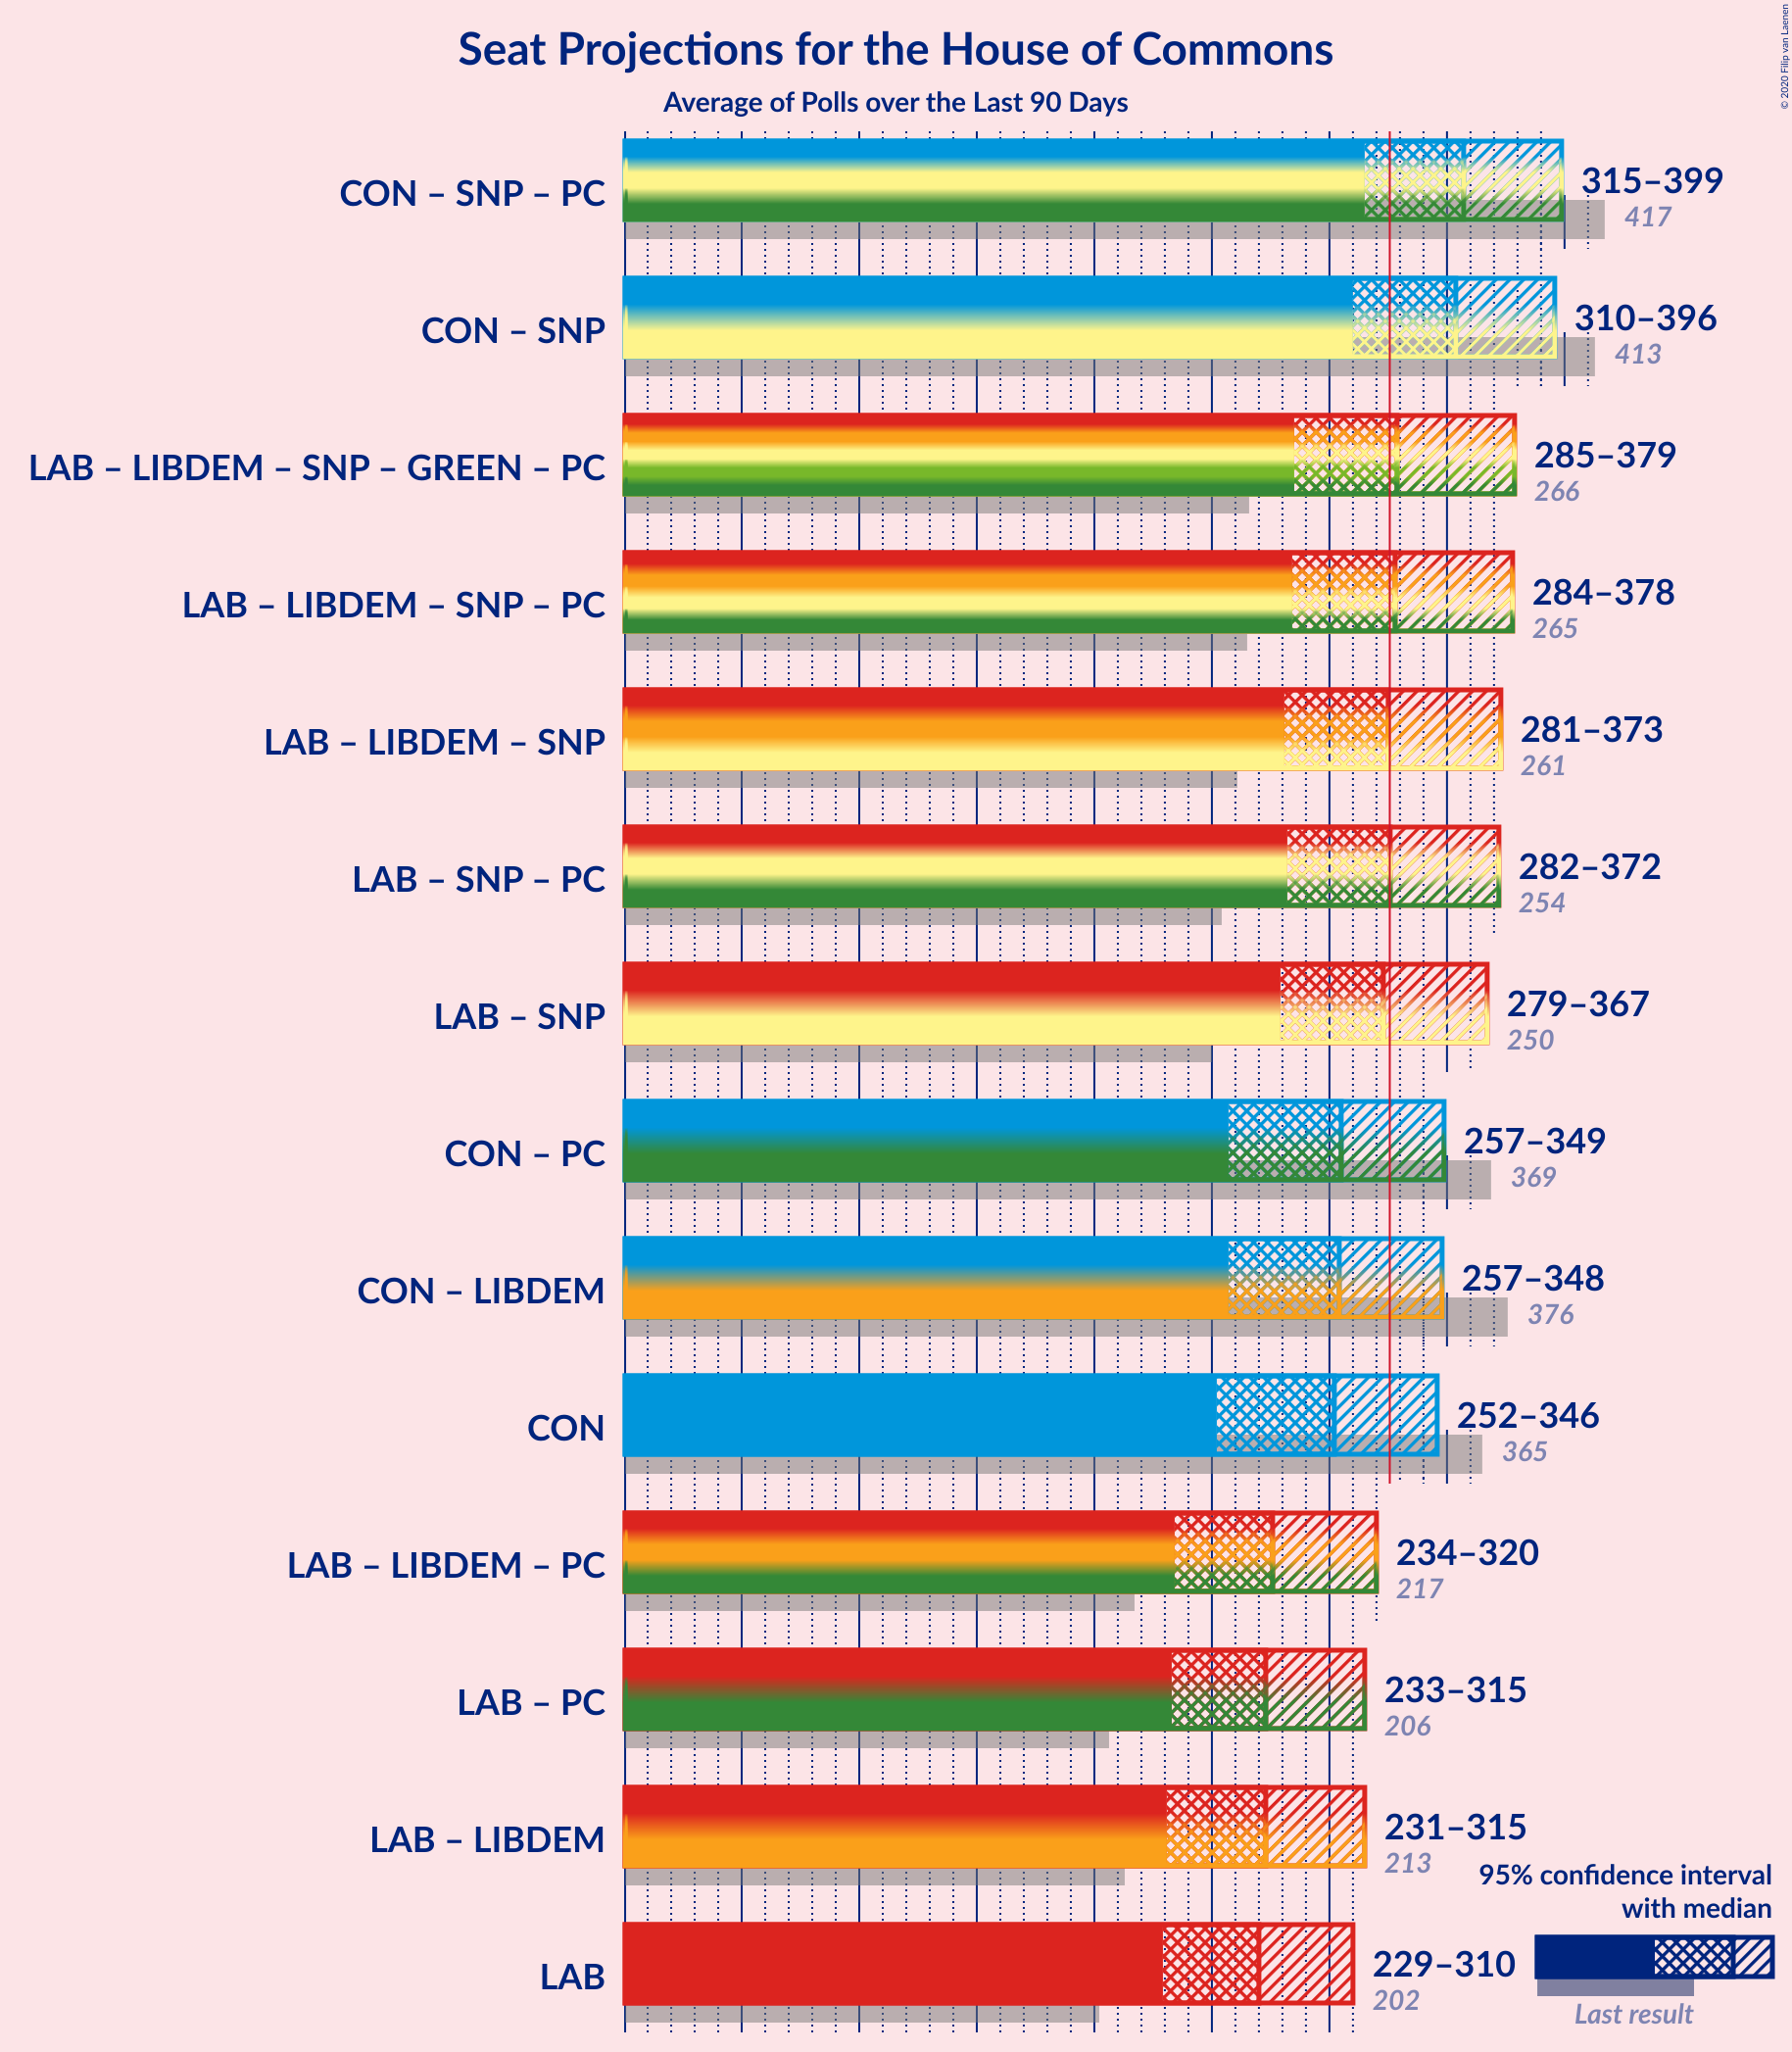 Seat Projections for the House of Commons
Average of Polls over the Last 90 Days
© 2020 Filip van Laenen
CON – SNP – PC
315–399
417
CON – SNP
310–396
413
LAB – LIBDEM – SNP – GREEN – PC
285–379
266
LAB – LIBDEM – SNP – PC
284–378
265
LAB – LIBDEM – SNP
281–373
261
LAB – SNP – PC
282–372
254
LAB – SNP
279–367
250
CON – PC
257–349
369
CON – LIBDEM
257–348
376
CON
252–346
365
LAB – LIBDEM – PC
234–320
217
LAB – PC
233–315
206
LAB – LIBDEM
231–315
213
LAB
229–310
202
95% confidence interval
with median
Last result